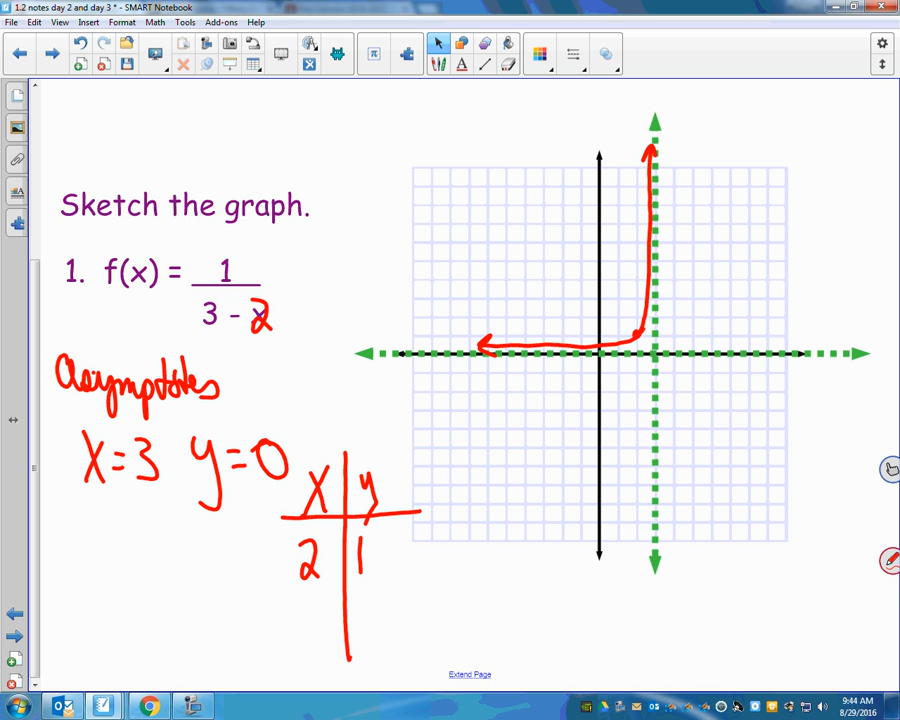 1.2 notes day 2 and day 3 * - SMART Notebook
File Edit View Insert Format Math Tools Add-ons Help
Sketch the graph.
1. f(x) = 1
3 - x
2
Asymptotes
x=3 y=0
x y
2 1
Extend Page
9:44 AM
8/29/2016